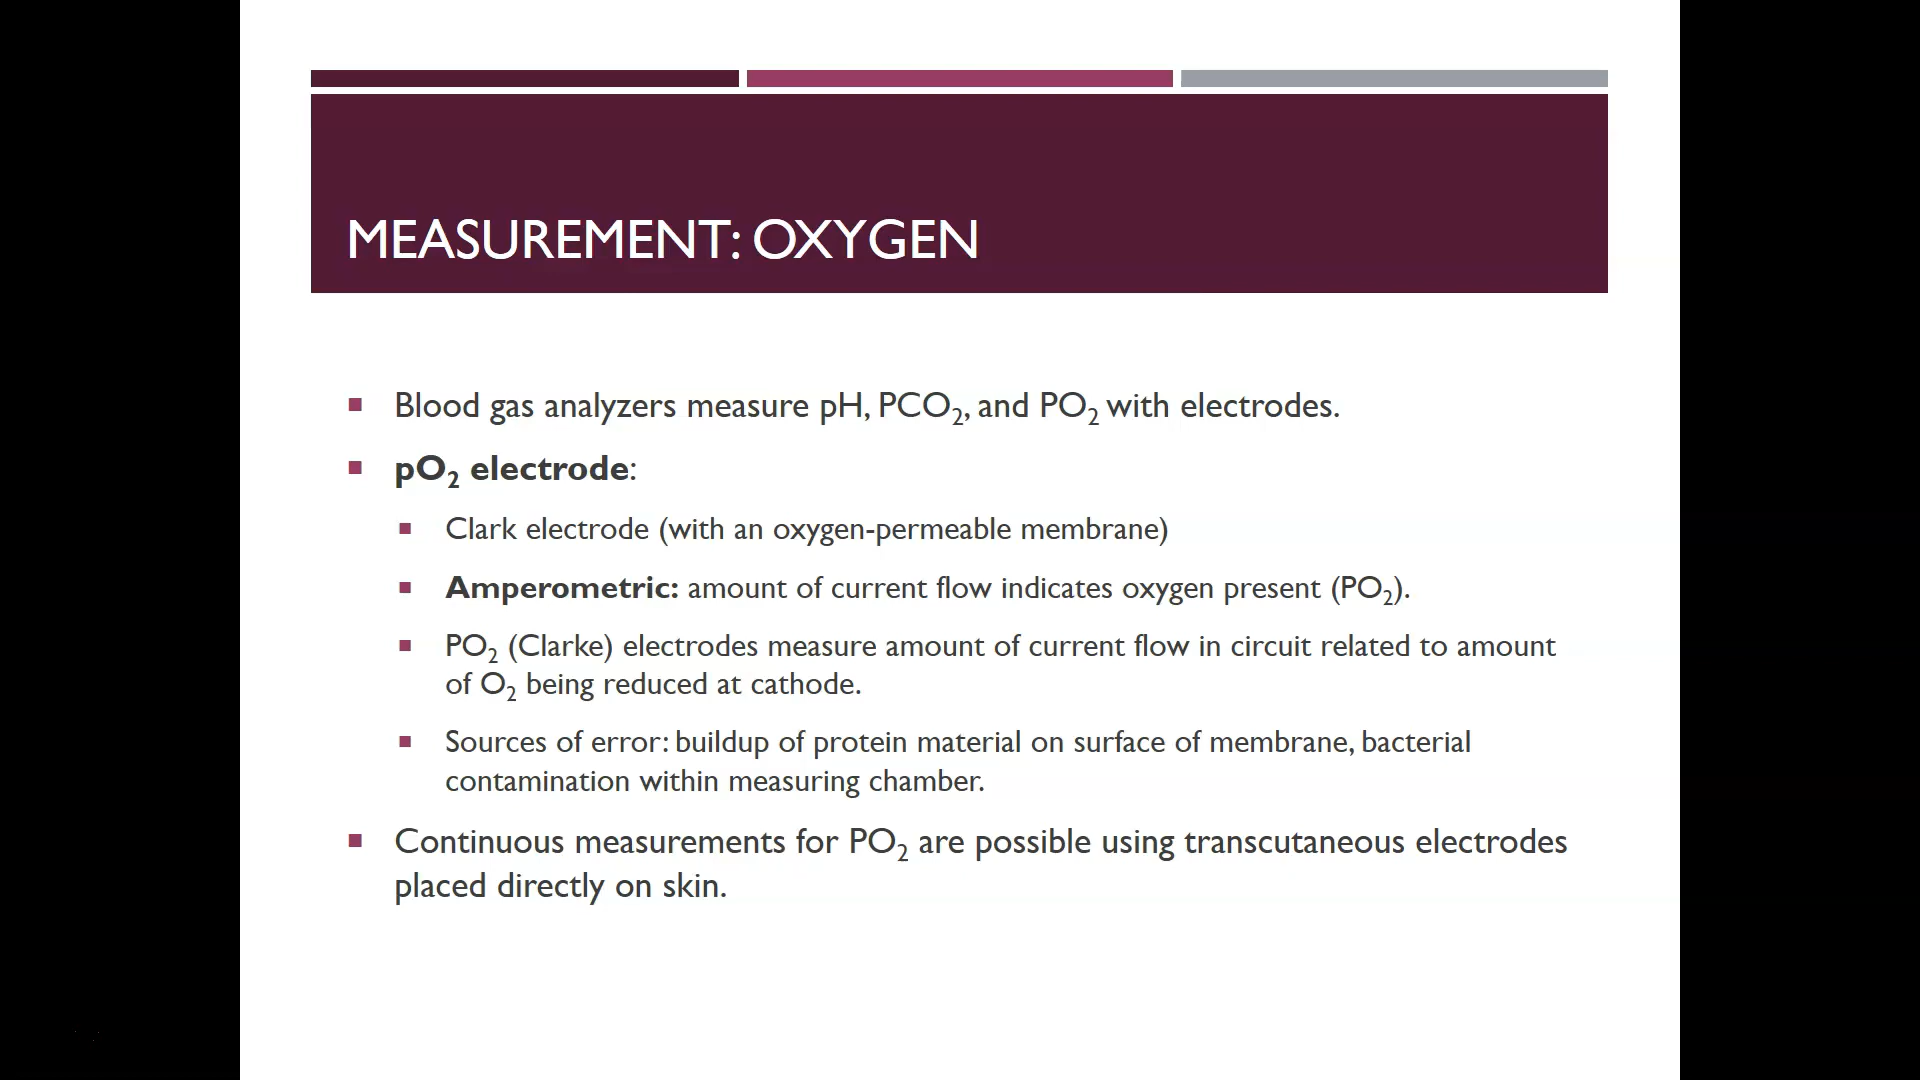 MEASUREMENT: OXYGEN
Blood gas analyzers measure pH, PCO₂, and PO₂ with electrodes.
pO₂ electrode:
Clark electrode (with an oxygen-permeable membrane)
Amperometric: amount of current flow indicates oxygen present (PO₂).
PO₂ (Clarke) electrodes measure amount of current flow in circuit related to amount
of O₂ being reduced at cathode.
Sources of error: buildup of protein material on surface of membrane, bacterial
contamination within measuring chamber.
Continuous measurements for PO₂ are possible using transcutaneous electrodes
placed directly on skin.